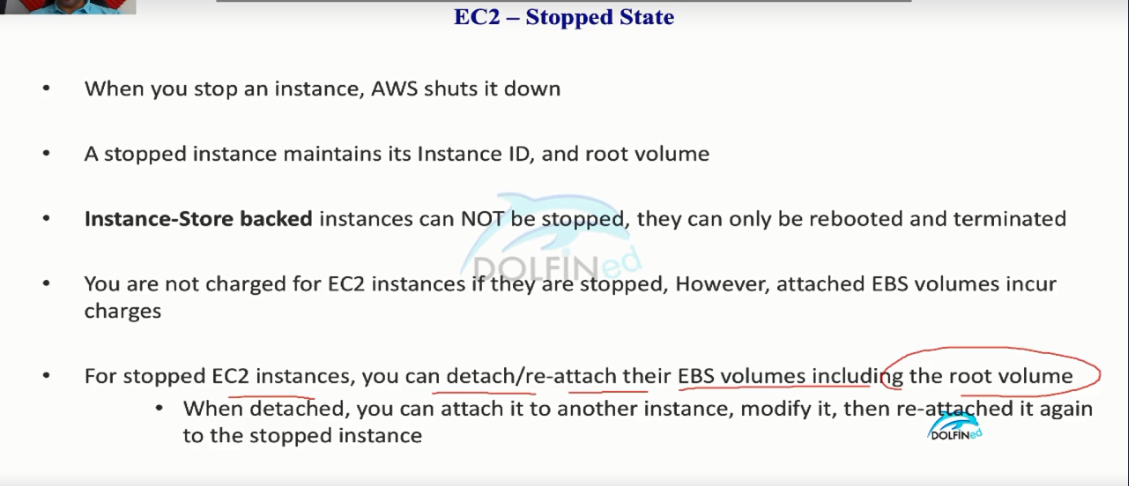 EC2 – Stopped State
• When you stop an instance, AWS shuts it down
• A stopped instance maintains its Instance ID, and root volume
• Instance-Store backed instances can NOT be stopped, they can only be rebooted and terminated
• You are not charged for EC2 instances if they are stopped, However, attached EBS volumes incur
charges
• For stopped EC2 instances, you can detach/re-attach their EBS volumes including the root volume
• When detached, you can attach it to another instance, modify it, then re-attached it again
to the stopped instance
DOLFINed
DOLFINed